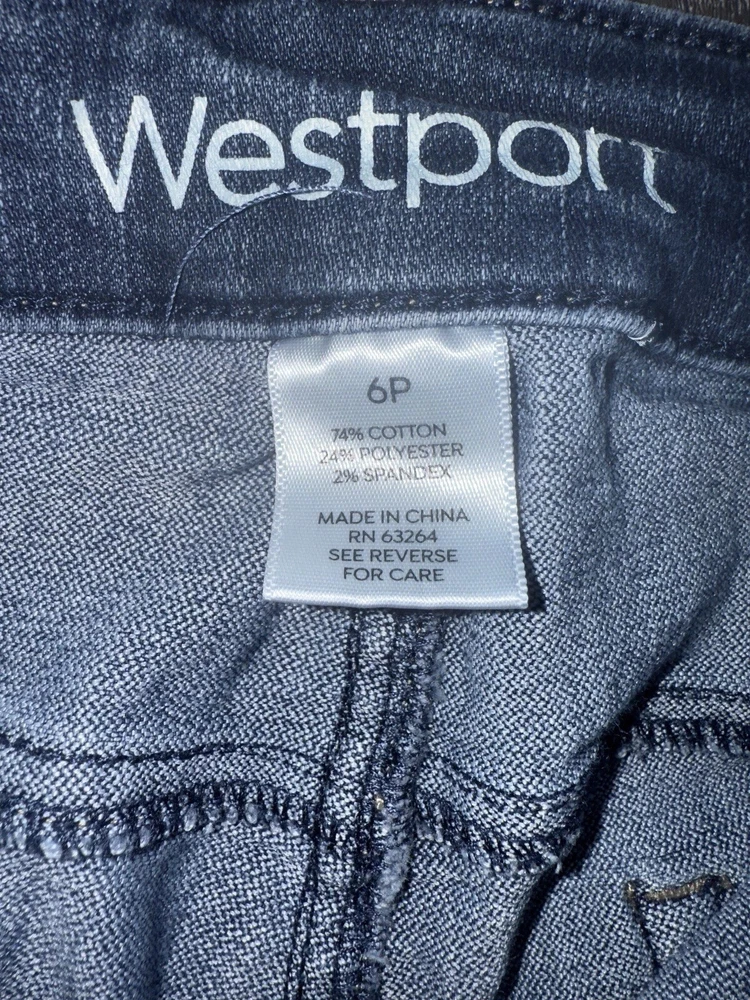 Westport
6P
74% COTTON
24% POLYESTER
2% SPANDEX
MADE IN CHINA
RN 63264
SEE REVERSE
FOR CARE